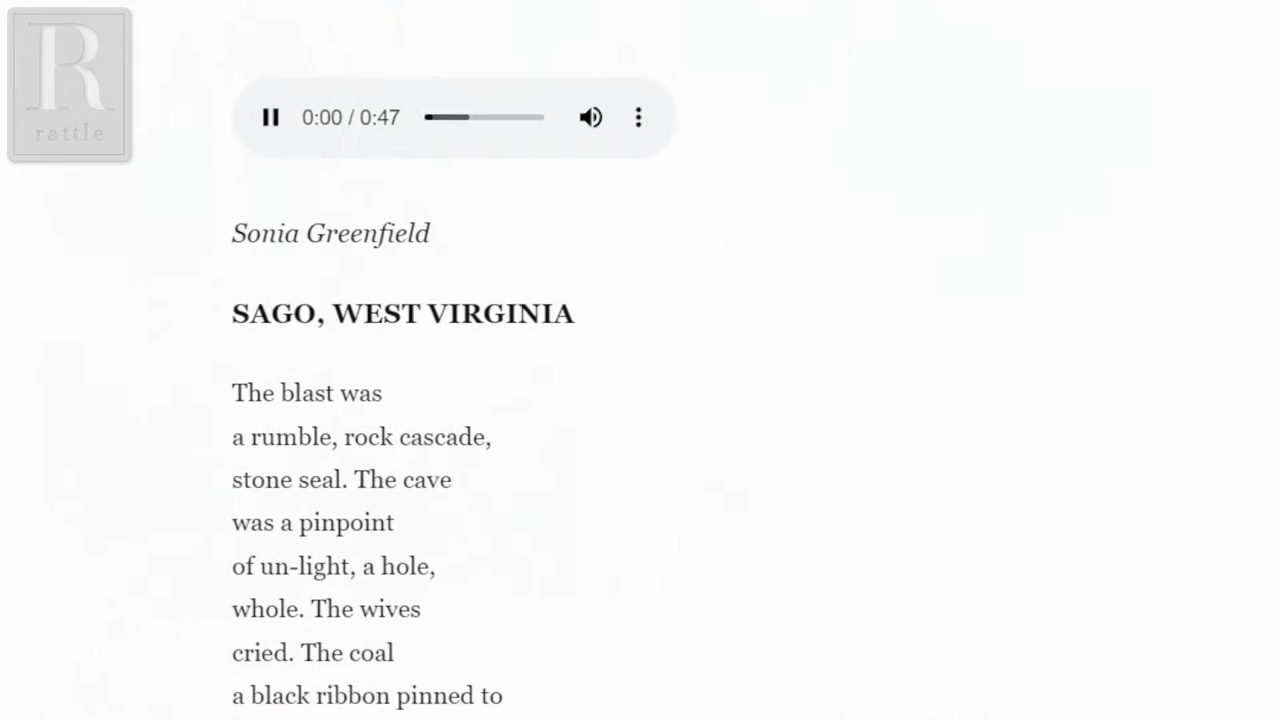 R
rattle
0:00 / 0:47
Sonia Greenfield
SAGO, WEST VIRGINIA
The blast was
a rumble, rock cascade,
stone seal. The cave
was a pinpoint
of un-light, a hole,
whole. The wives
cried. The coal
a black ribbon pinned to